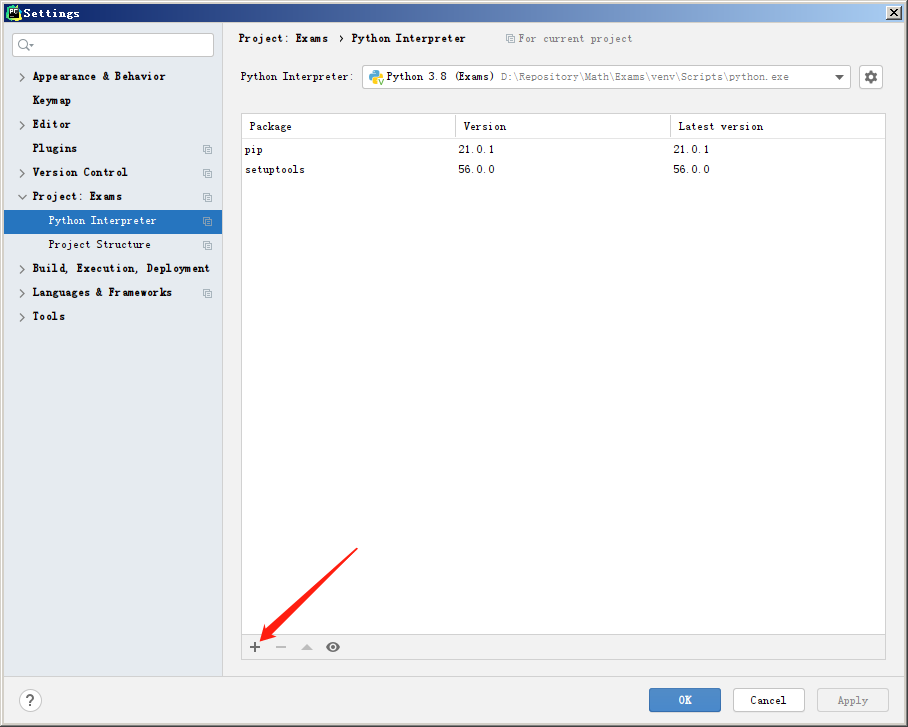 PC Settings
Project: Exams › Python Interpreter For current project
Python Interpreter: Python 3.8 (Exams) D:\Repository\Math\Exams\venv\Scripts\python.exe
Appearance & Behavior
Keymap
Editor
Plugins
Version Control
Project: Exams
Python Interpreter
Project Structure
Build, Execution, Deployment
Languages & Frameworks
Tools
Package Version Latest version
pip 21.0.1 21.0.1
setuptools 56.0.0 56.0.0
? OK Cancel Apply